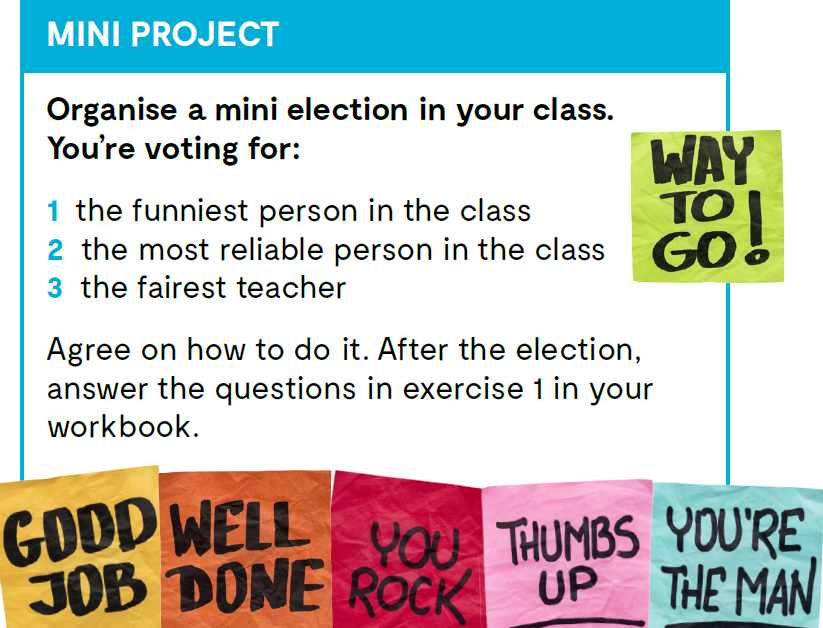 MINI PROJECT
Organise a mini election in your class.
You're voting for:
1 the funniest person in the class
2 the most reliable person in the class
3 the fairest teacher
Agree on how to do it. After the election,
answer the questions in exercise 1 in your
workbook.
WAY
TO
GO!
GOOD
JOB
WELL
DONE
YOU
ROCK
THUMBS
UP
YOU'RE
THE MAN